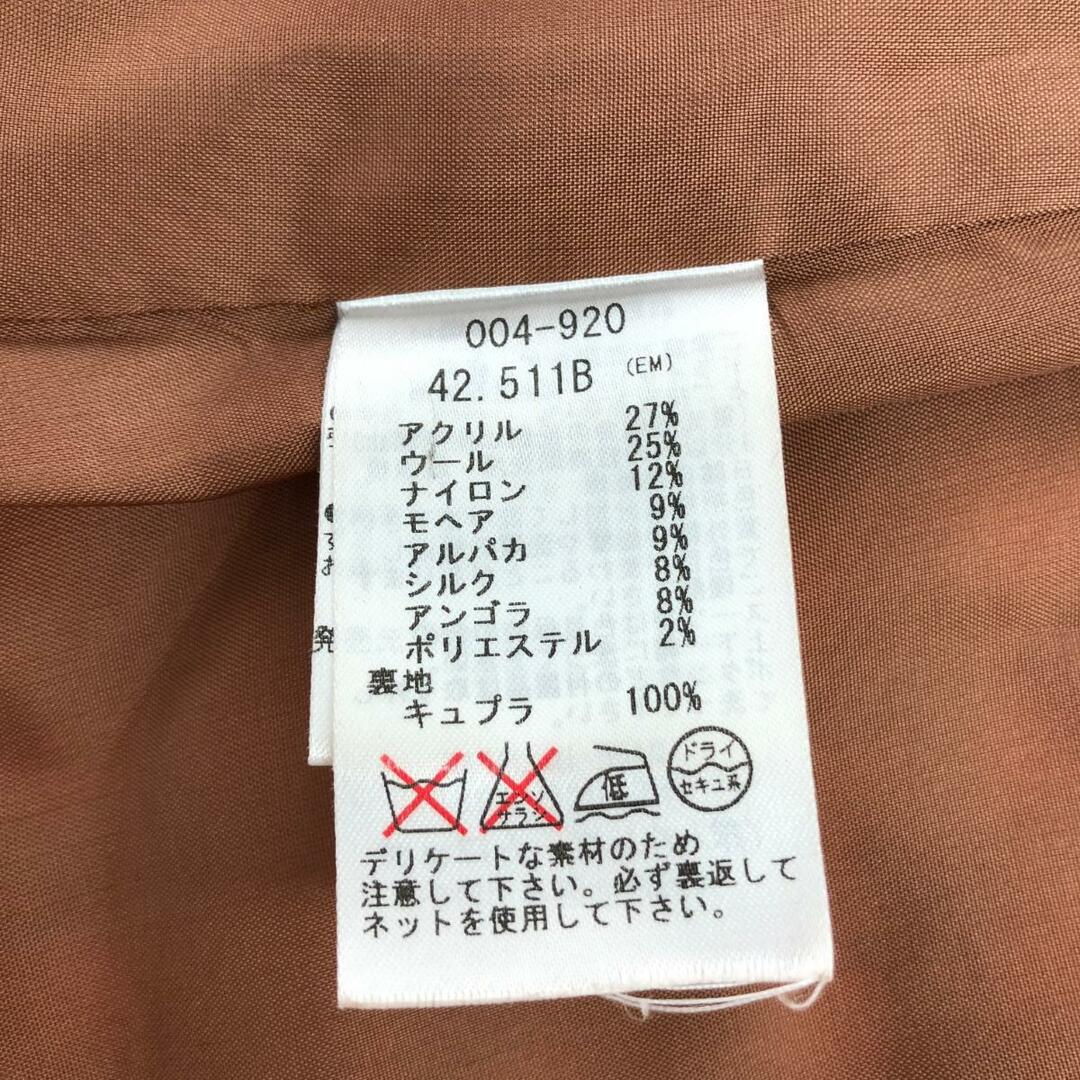 004-920
42.511B (EM)
アクリル 27%
ウール 25%
ナイロン 12%
モヘア 9%
アルパカ 9%
シルク 8%
アンゴラ 8%
ポリエステル 2%
裏地
キュプラ 100%
エンソ
サラシ
低
ドライ
セキユ系
デリケートな素材のため
注意して下さい。必ず裏返して
ネットを使用して下さい。
発